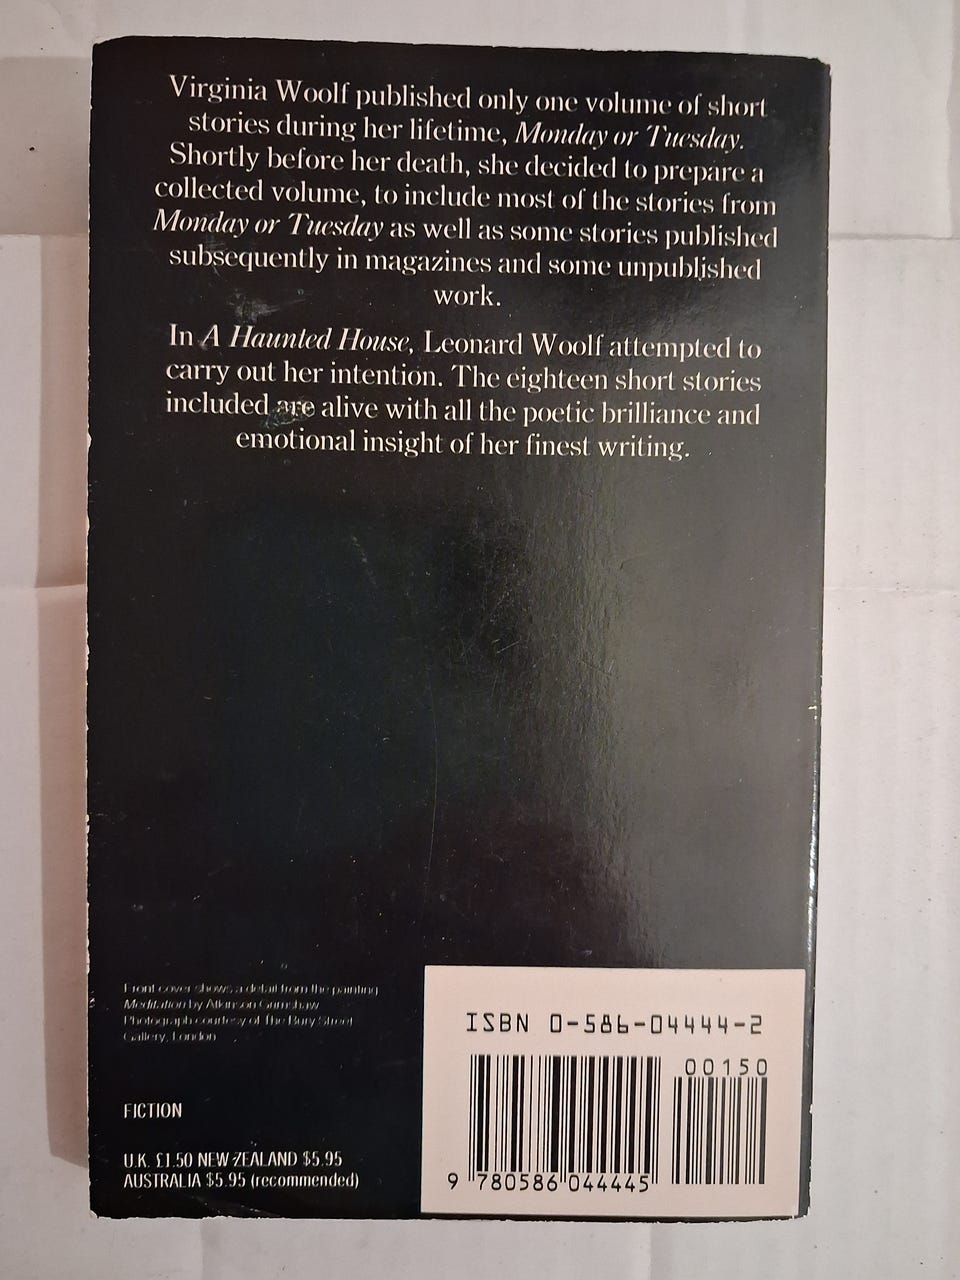 Virginia Woolf published only one volume of short
stories during her lifetime, Monday or Tuesday.
Shortly before her death, she decided to prepare a
collected volume, to include most of the stories from
Monday or Tuesday as well as some stories published
subsequently in magazines and some unpublished
work.
In A Haunted House, Leonard Woolf attempted to
carry out her intention. The eighteen short stories
included are alive with all the poetic brilliance and
emotional insight of her finest writing.
Front cover shows a detail from the painting
Meditation by Atkinson Grimshaw
Photograph courtesy of The Bury Street
Gallery, London
FICTION
U.K. £1.50 NEW ZEALAND $5.95
AUSTRALIA $5.95 (recommended)
ISBN 0-586-04444-2
00150
9 780586 044445